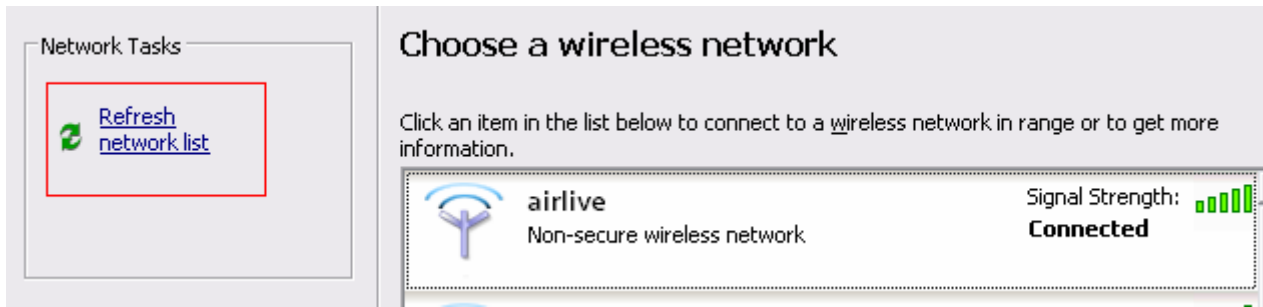 Network Tasks
Refresh
network list
Choose a wireless network
Click an item in the list below to connect to a wireless network in range or to get more
information.
airlive
Signal Strength:
Non-secure wireless network
Connected